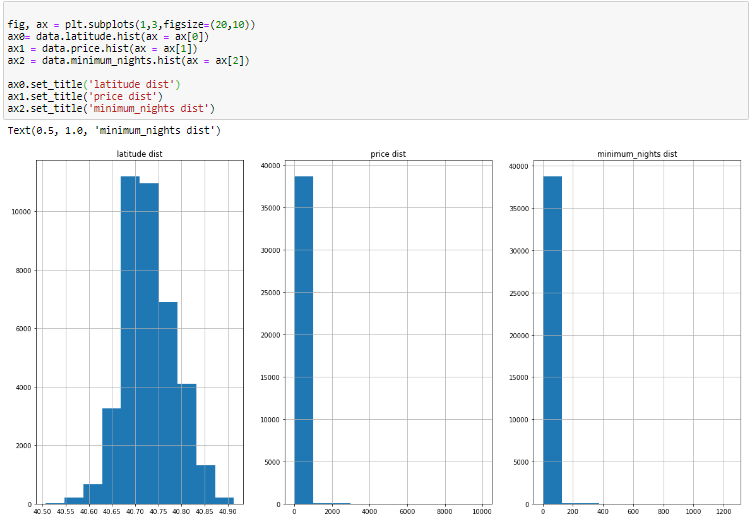 fig, ax = plt.subplots(1,3,figsize=(20,10))
ax0= data.latitude.hist(ax = ax[0])
ax1 = data.price.hist(ax = ax[1])
ax2 = data.minimum_nights.hist(ax = ax[2])
ax0.set_title('latitude dist')
ax1.set_title('price dist')
ax2.set_title('minimum_nights dist')
Text(0.5, 1.0, 'minimum_nights dist')
latitude dist
10000
8000
6000
4000
2000
0
40.50 40.55 40.60 40.65 40.70 40.75 40.80 40.85 40.90
price dist
40000
35000
30000
25000
20000
15000
10000
5000
0
0 2000 4000 6000 8000 10000
minimum_nights dist
40000
35000
30000
25000
20000
15000
10000
5000
0
0 200 400 600 800 1000 1200